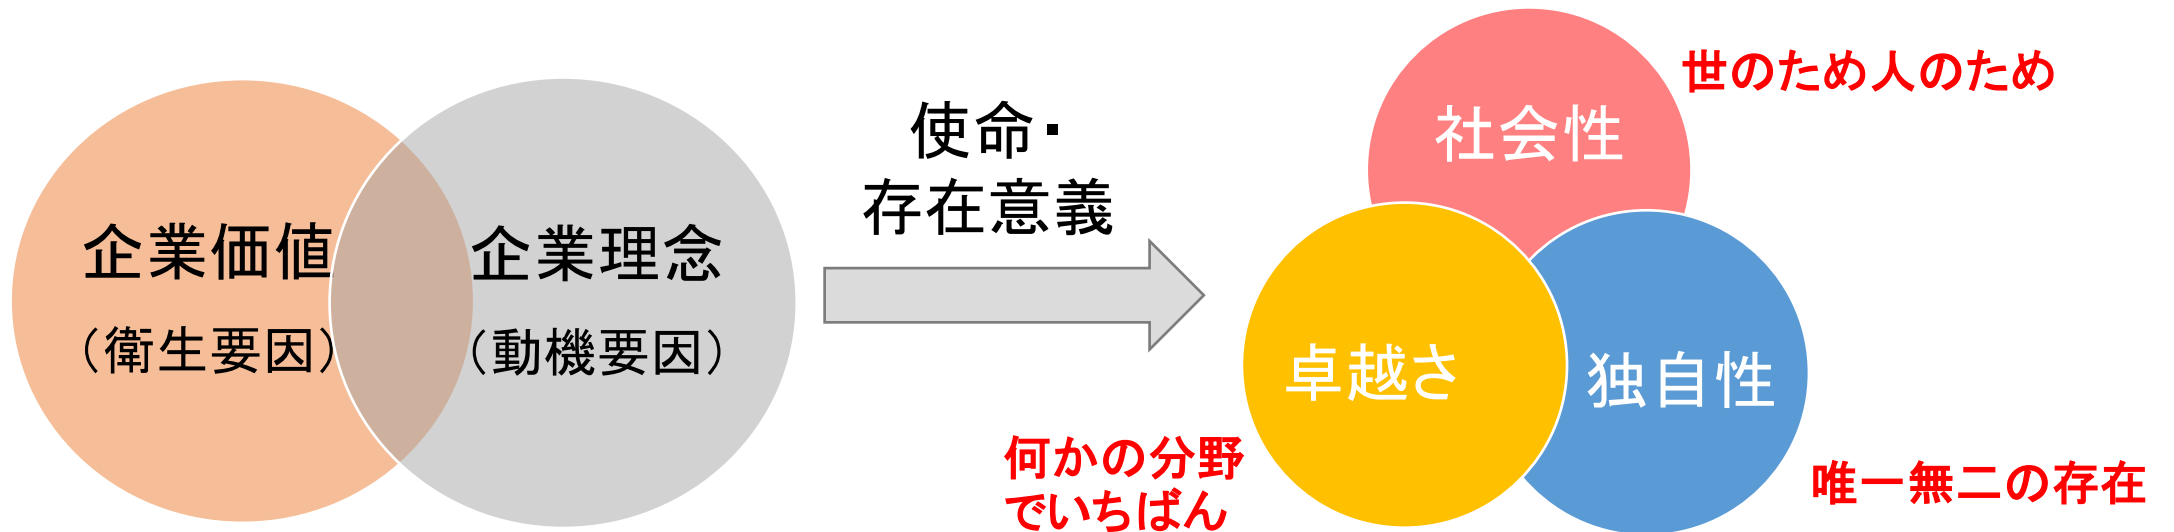 企業価値
（衛生要因）
企業理念
（動機要因）
使命・
存在意義
社会性
世のため人のため
卓越さ
何かの分野
でいちばん
独自性
唯一無二の存在